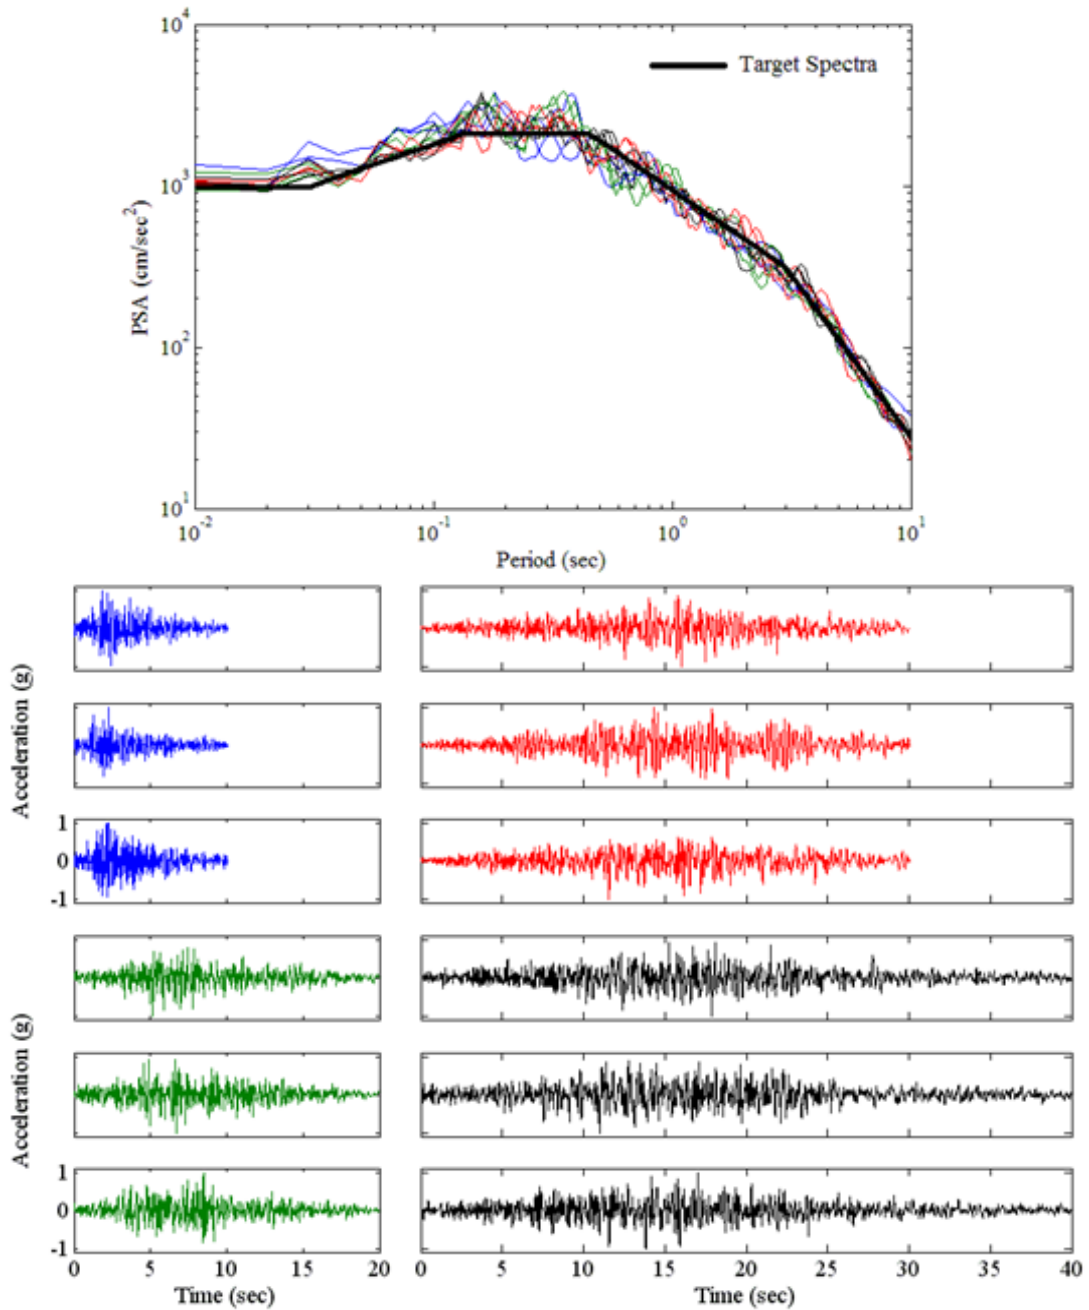 10^4
Target Spectra
10^3
PSA (cm/sec^2)
10^2
10^1
10^-2 10^-1 10^0 10^1
Period (sec)
Acceleration (g)
1
0
-1
Acceleration (g)
1
0
-1
0 5 10 15 20 0 5 10 15 20 25 30 35 40
Time (sec) Time (sec)